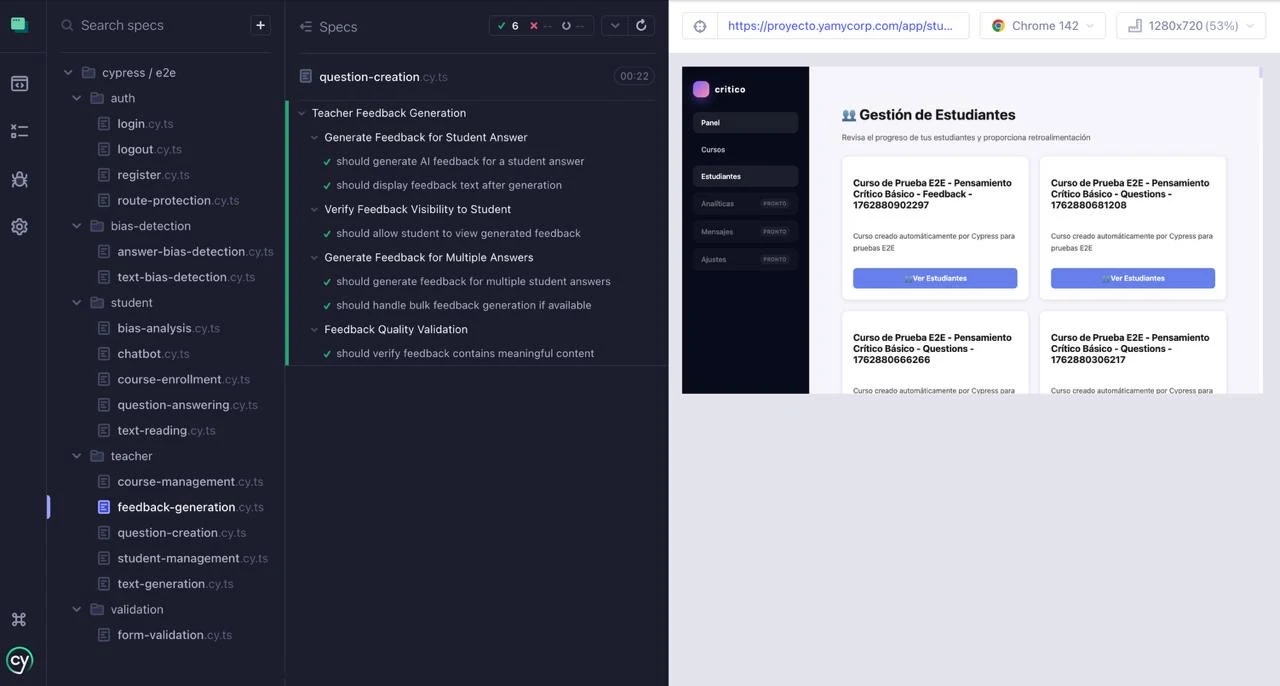 Search specs
+
cypress / e2e
auth
login.cy.ts
logout.cy.ts
register.cy.ts
route-protection.cy.ts
bias-detection
answer-bias-detection.cy.ts
text-bias-detection.cy.ts
student
bias-analysis.cy.ts
chatbot.cy.ts
course-enrollment.cy.ts
question-answering.cy.ts
text-reading.cy.ts
teacher
course-management.cy.ts
feedback-generation.cy.ts
question-creation.cy.ts
student-management.cy.ts
text-generation.cy.ts
validation
form-validation.cy.ts
cy
Specs
6 -- --
question-creation.cy.ts 00:22
Teacher Feedback Generation
Generate Feedback for Student Answer
should generate AI feedback for a student answer
should display feedback text after generation
Verify Feedback Visibility to Student
should allow student to view generated feedback
Generate Feedback for Multiple Answers
should generate feedback for multiple student answers
should handle bulk feedback generation if available
Feedback Quality Validation
should verify feedback contains meaningful content
https://proyecto.yamycorp.com/app/stu...
Chrome 142
1280x720 (53%)
critico
Panel
Cursos
Estudiantes
Analíticas PRONTO
Mensajes PRONTO
Ajustes PRONTO
Gestión de Estudiantes
Revisa el progreso de tus estudiantes y proporciona retroalimentación
Curso de Prueba E2E - Pensamiento
Crítico Básico - Feedback -
1762880902297
Curso creado automáticamente por Cypress para
pruebas E2E
Ver Estudiantes
Curso de Prueba E2E - Pensamiento
Crítico Básico - Questions -
1762880681208
Curso creado automáticamente por Cypress para
pruebas E2E
Ver Estudiantes
Curso de Prueba E2E - Pensamiento
Crítico Básico - Questions -
1762880666266
Curso creado automáticamente por Cypress para
Curso de Prueba E2E - Pensamiento
Crítico Básico - Questions -
1762880306217
Curso creado automáticamente por Cypress para